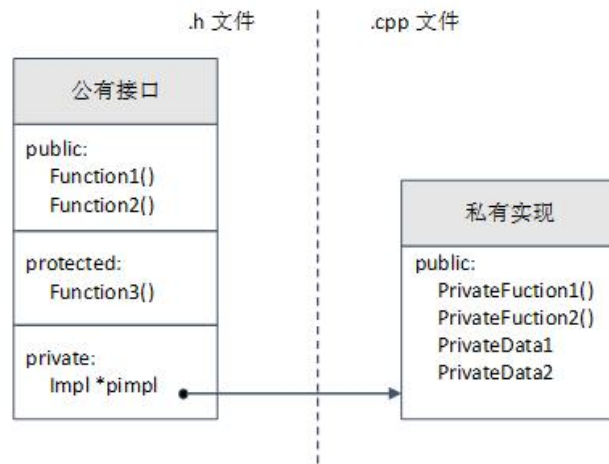 .h 文件
.cpp 文件
公有接口
public:
Function1()
Function2()
protected:
Function3()
private:
Impl *pimpl
私有实现
public:
PrivateFuction1()
PrivateFuction2()
PrivateData1
PrivateData2